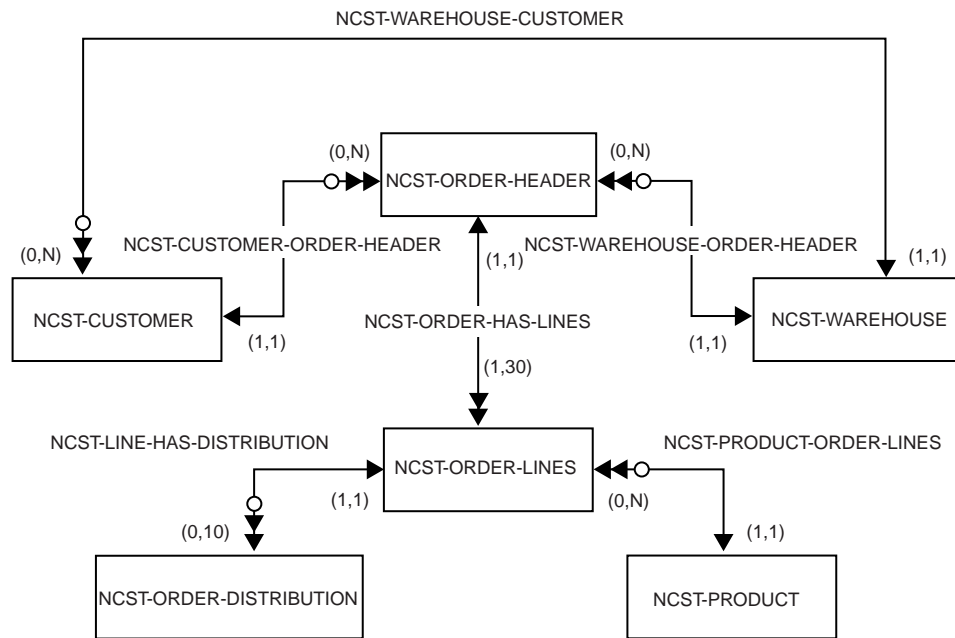 NCST-WAREHOUSE-CUSTOMER
(0,N)
(0,N)
NCST-ORDER-HEADER
NCST-CUSTOMER-ORDER-HEADER
NCST-WAREHOUSE-ORDER-HEADER
(0,N)
(1,1)
(1,1)
NCST-CUSTOMER
NCST-ORDER-HAS-LINES
NCST-WAREHOUSE
(1,1)
(1,1)
(1,30)
NCST-LINE-HAS-DISTRIBUTION
NCST-PRODUCT-ORDER-LINES
NCST-ORDER-LINES
(1,1)
(0,N)
(0,10)
(1,1)
NCST-ORDER-DISTRIBUTION
NCST-PRODUCT